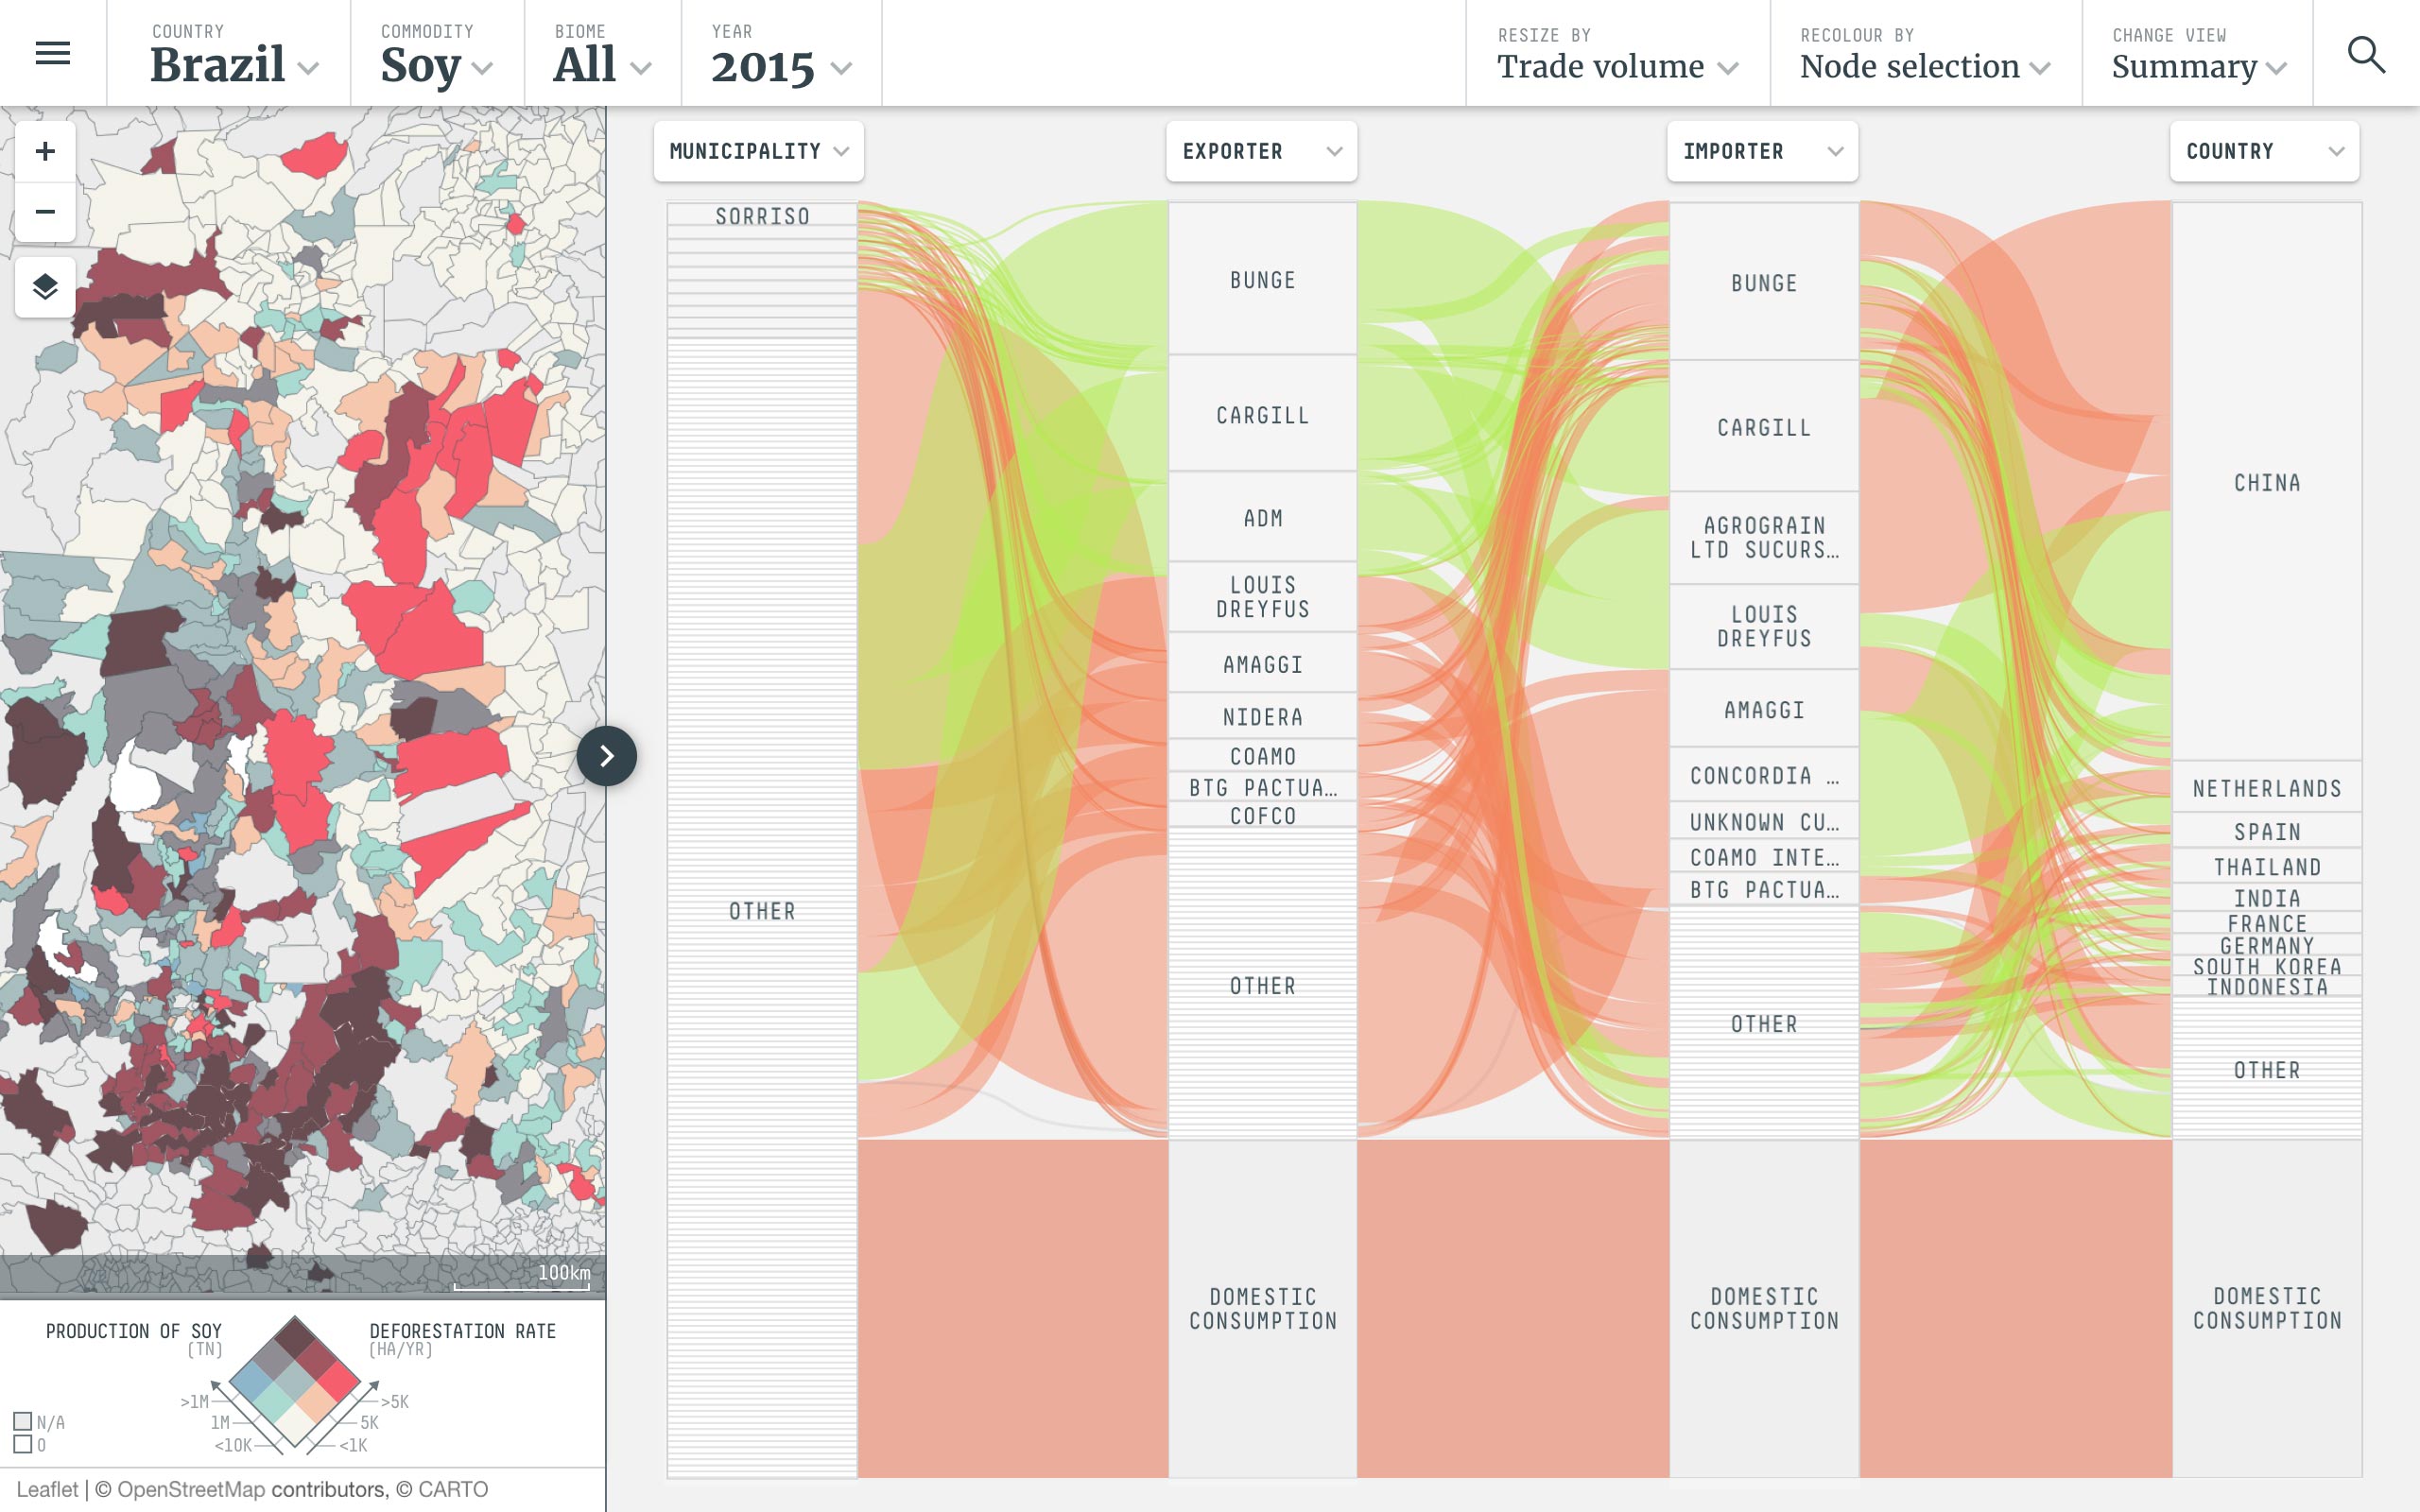 COUNTRY
Brazil
COMMODITY
Soy
BIOME
All
YEAR
2015
RESIZE BY
Trade volume
RECOLOUR BY
Node selection
CHANGE VIEW
Summary
+
−
100km
PRODUCTION OF SOY
(TN)
DEFORESTATION RATE
(HA/YR)
>1M
1M
<10K
>5K
5K
<1K
N/A
0
Leaflet | © OpenStreetMap contributors, © CARTO
MUNICIPALITY
SORRISO
OTHER
EXPORTER
BUNGE
CARGILL
ADM
LOUIS
DREYFUS
AMAGGI
NIDERA
COAMO
BTG PACTUA…
COFCO
OTHER
DOMESTIC
CONSUMPTION
IMPORTER
BUNGE
CARGILL
AGROGRAIN
LTD SUCURS…
LOUIS
DREYFUS
AMAGGI
CONCORDIA …
UNKNOWN CU…
COAMO INTE…
BTG PACTUA…
OTHER
DOMESTIC
CONSUMPTION
COUNTRY
CHINA
NETHERLANDS
SPAIN
THAILAND
INDIA
FRANCE
GERMANY
SOUTH KOREA
INDONESIA
OTHER
DOMESTIC
CONSUMPTION